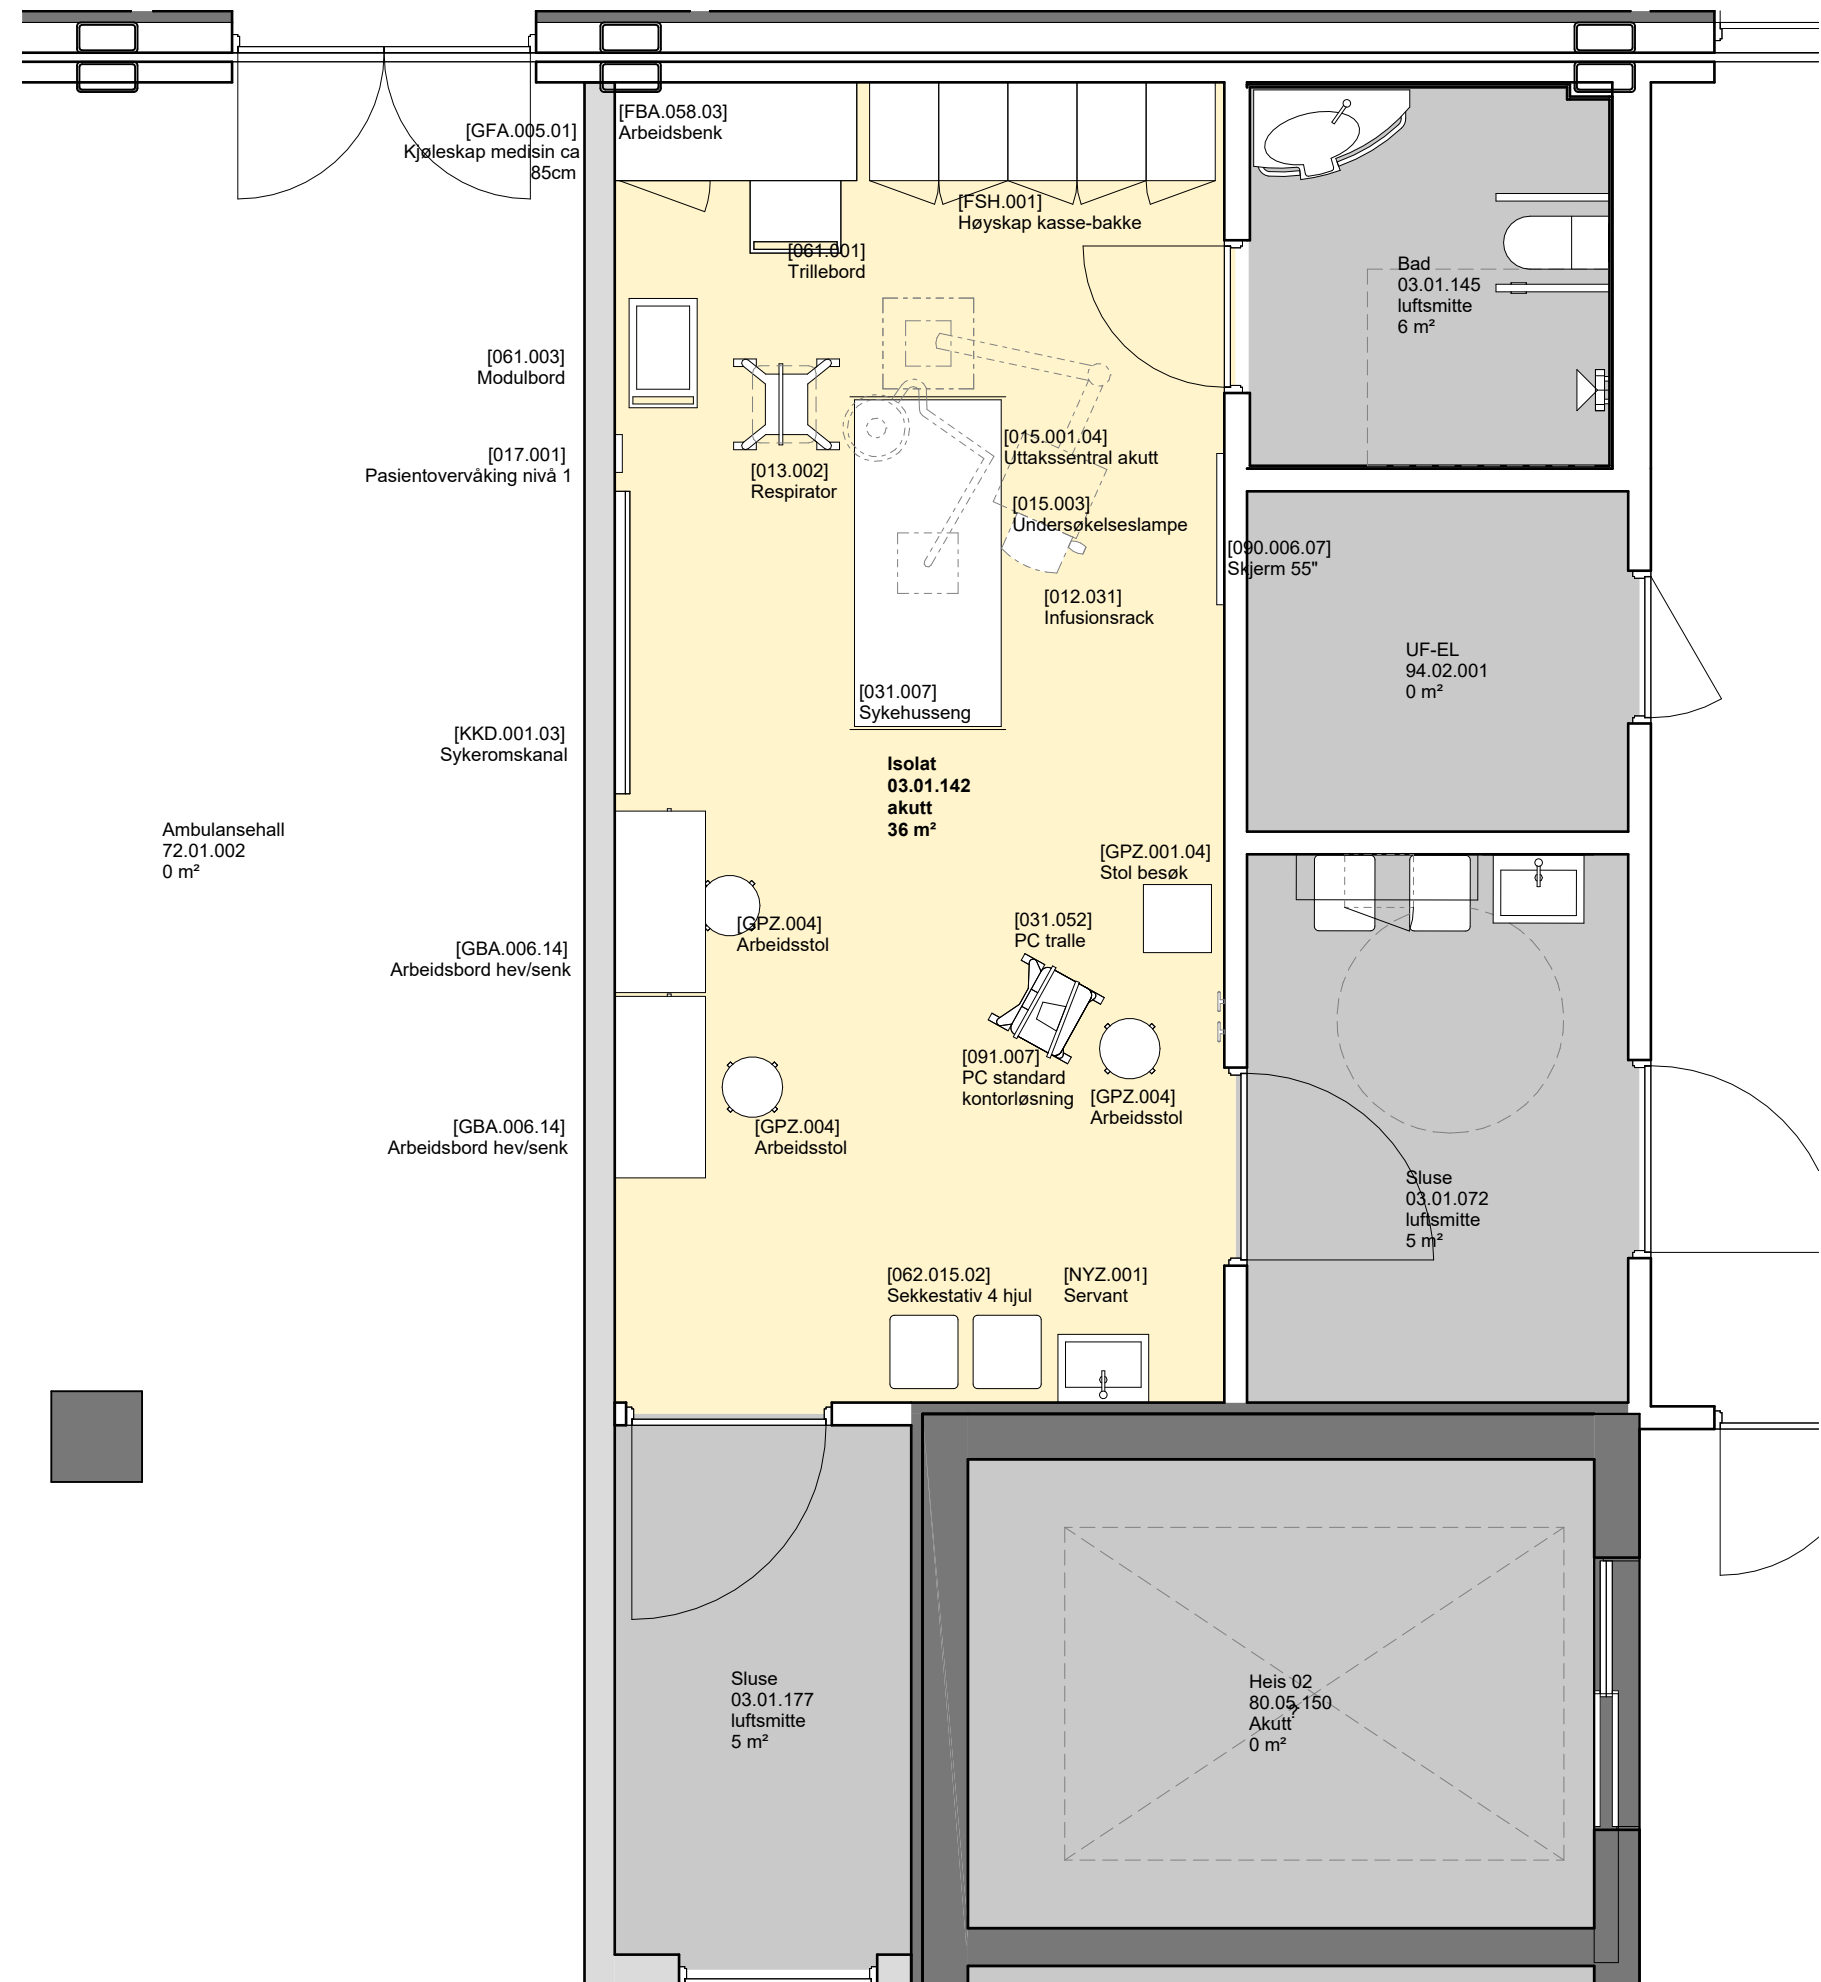 [FBA.058.03]
Arbeidsbenk
[GFA.005.01]
Kjøleskap medisin ca
85cm
[FSH.001]
Høyskap kasse-bakke
[061.001]
Trillebord
Bad
03.01.145
luftsmitte
6 m²
[061.003]
Modulbord
[017.001]
Pasientovervåking nivå 1
[013.002]
Respirator
[015.001.04]
Uttakssentral akutt
[015.003]
Undersøkelseslampe
[090.006.07]
Skjerm 55"
[012.031]
Infusionsrack
UF-EL
94.02.001
0 m²
[031.007]
Sykehusseng
[KKD.001.03]
Sykeromskanal
Isolat
03.01.142
akutt
36 m²
Ambulansehall
72.01.002
0 m²
[GPZ.001.04]
Stol besøk
[GPZ.004]
Arbeidsstol
[031.052]
PC tralle
[GBA.006.14]
Arbeidsbord hev/senk
[091.007]
PC standard
kontorløsning
[GPZ.004]
Arbeidsstol
[GBA.006.14]
Arbeidsbord hev/senk
[GPZ.004]
Arbeidsstol
Sluse
03.01.072
luftsmitte
5 m²
[062.015.02]
Sekkestativ 4 hjul
[NYZ.001]
Servant
Sluse
03.01.177
luftsmitte
5 m²
Heis 02
80.05.150
?
Akutt
0 m²